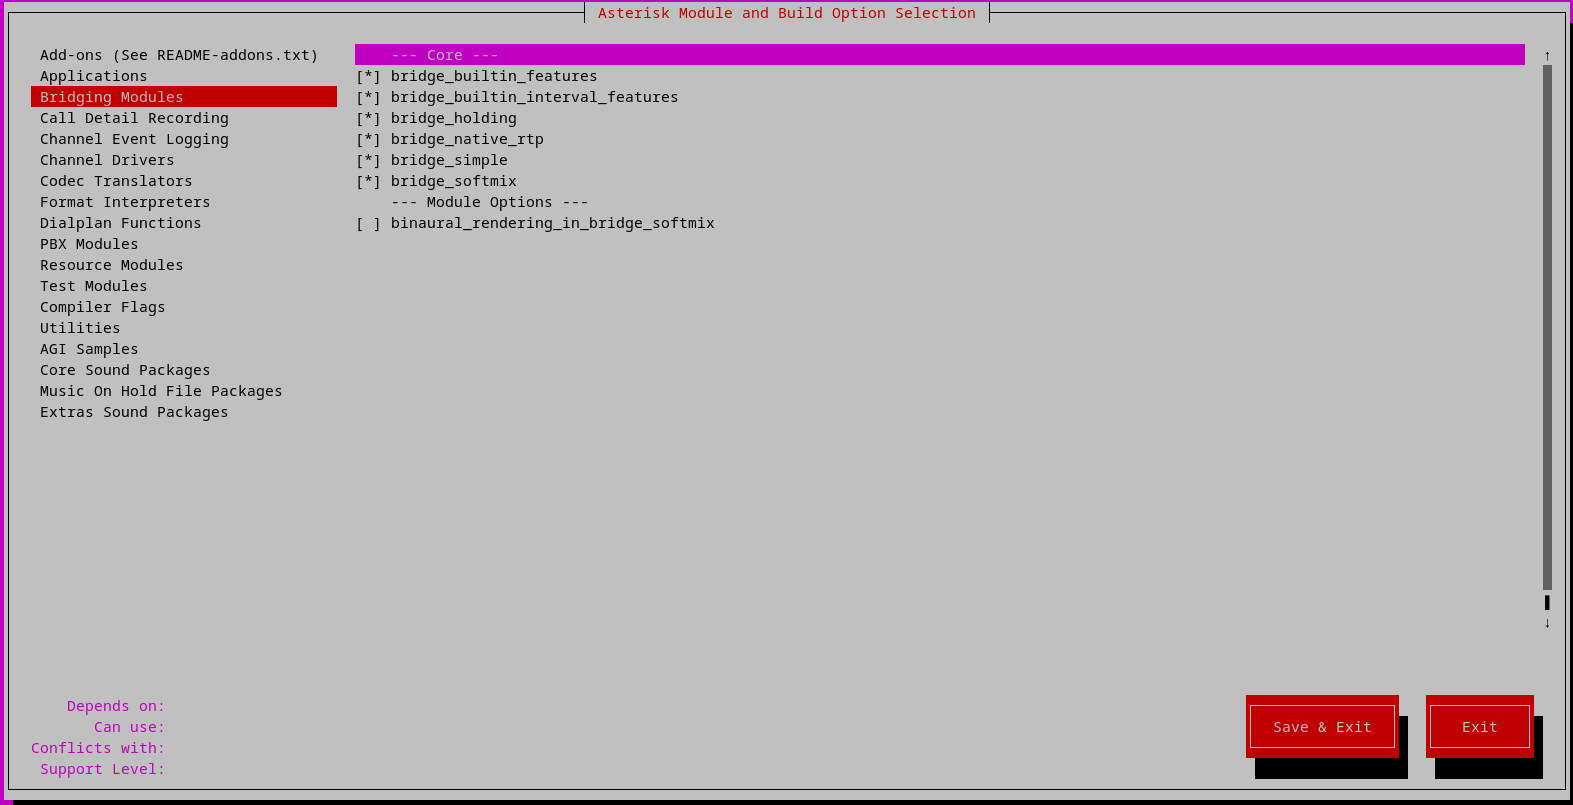 Asterisk Module and Build Option Selection
Add-ons (See README-addons.txt)
Applications
Bridging Modules
Call Detail Recording
Channel Event Logging
Channel Drivers
Codec Translators
Format Interpreters
Dialplan Functions
PBX Modules
Resource Modules
Test Modules
Compiler Flags
Utilities
AGI Samples
Core Sound Packages
Music On Hold File Packages
Extras Sound Packages
--- Core ---
[*] bridge_builtin_features
[*] bridge_builtin_interval_features
[*] bridge_holding
[*] bridge_native_rtp
[*] bridge_simple
[*] bridge_softmix
--- Module Options ---
[ ] binaural_rendering_in_bridge_softmix
↑
↓
Depends on:
Can use:
Conflicts with:
Support Level:
Save & Exit
Exit